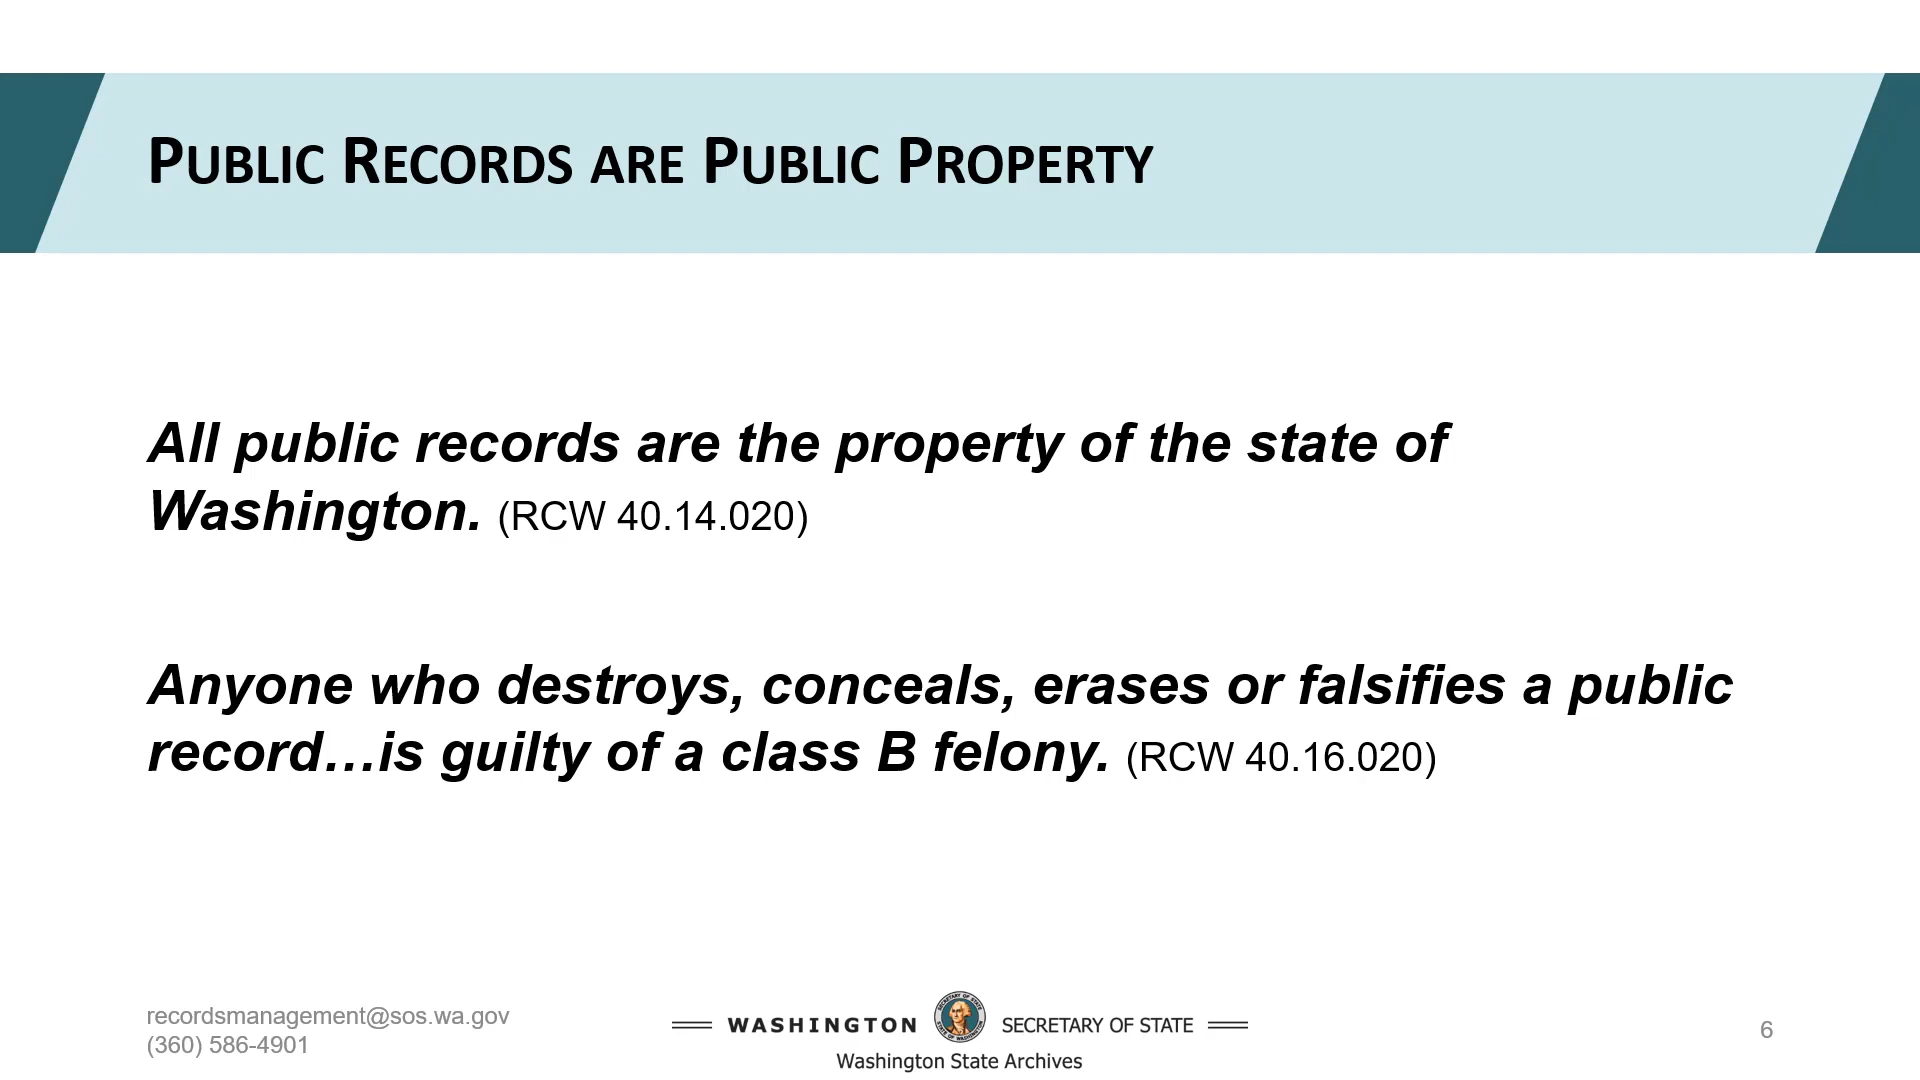 PUBLIC RECORDS ARE PUBLIC PROPERTY
All public records are the property of the state of
Washington. (RCW 40.14.020)
Anyone who destroys, conceals, erases or falsifies a public
record…is guilty of a class B felony. (RCW 40.16.020)
recordsmanagement@sos.wa.gov
(360) 586-4901
WASHINGTON SECRETARY OF STATE
Washington State Archives
6